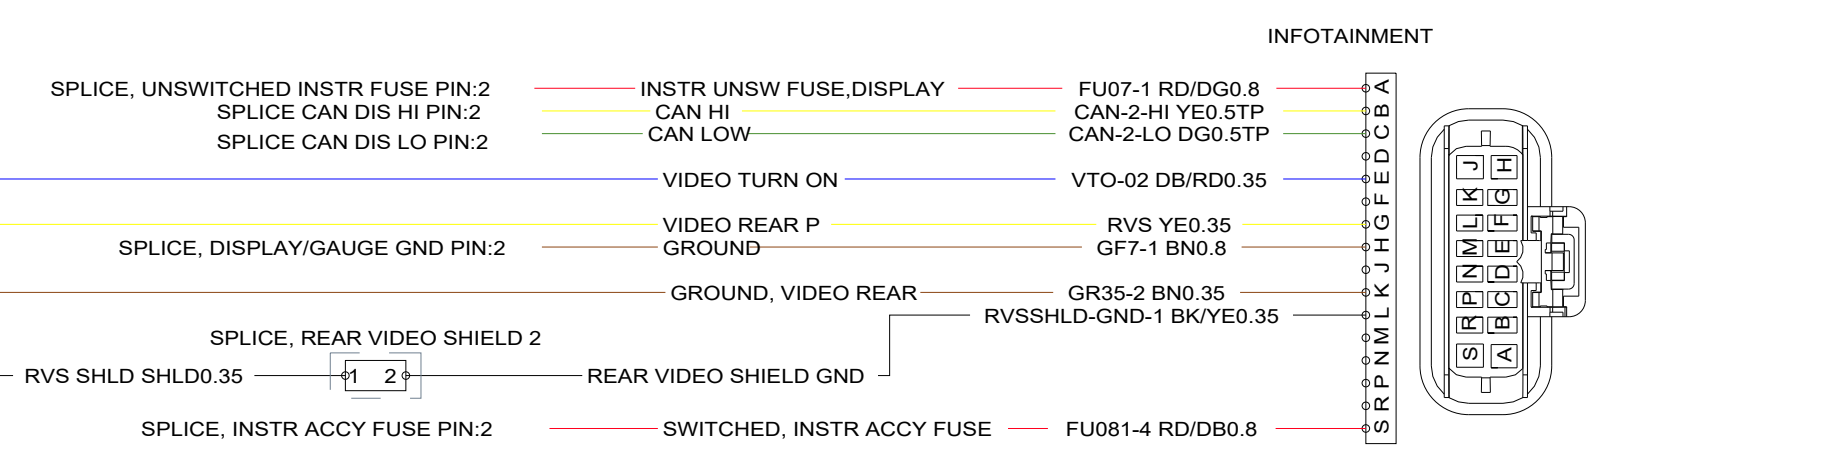 INFOTAINMENT
SPLICE, UNSWITCHED INSTR FUSE PIN:2 INSTR UNSW FUSE,DISPLAY FU07-1 RD/DG0.8 A
SPLICE CAN DIS HI PIN:2 CAN HI CAN-2-HI YE0.5TP B
SPLICE CAN DIS LO PIN:2 CAN LOW CAN-2-LO DG0.5TP C
D
VIDEO TURN ON VTO-02 DB/RD0.35 E
F
VIDEO REAR P RVS YE0.35 G
SPLICE, DISPLAY/GAUGE GND PIN:2 GROUND GF7-1 BN0.8 H
J
GROUND, VIDEO REAR GR35-2 BN0.35 K
RVSSHLD-GND-1 BK/YE0.35 L
SPLICE, REAR VIDEO SHIELD 2 M
N
RVS SHLD SHLD0.35 1 2 REAR VIDEO SHIELD GND P
R
SPLICE, INSTR ACCY FUSE PIN:2 SWITCHED, INSTR ACCY FUSE FU081-4 RD/DB0.8 S
J H
K G
L F
M E
N D
P C
R B
S A